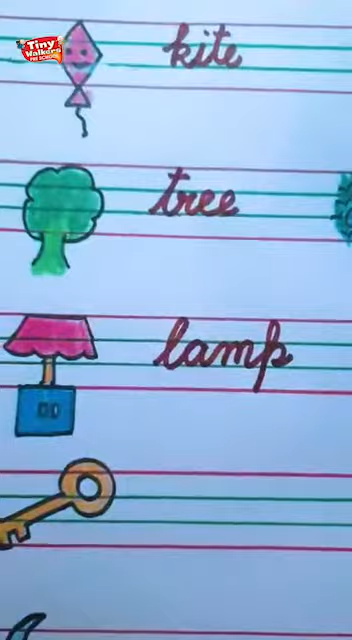 Tiny
Walkers
PRE SCHOOL
kite
tree
lamp